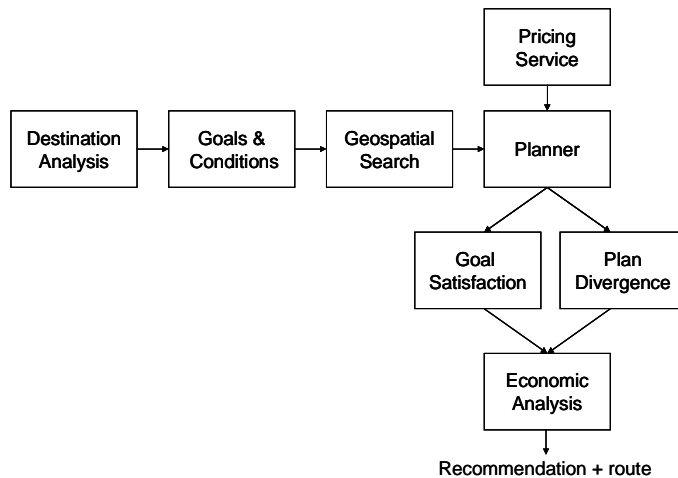 Pricing
Service
Destination
Analysis
Goals &
Conditions
Geospatial
Search
Planner
Goal
Satisfaction
Plan
Divergence
Economic
Analysis
Recommendation + route